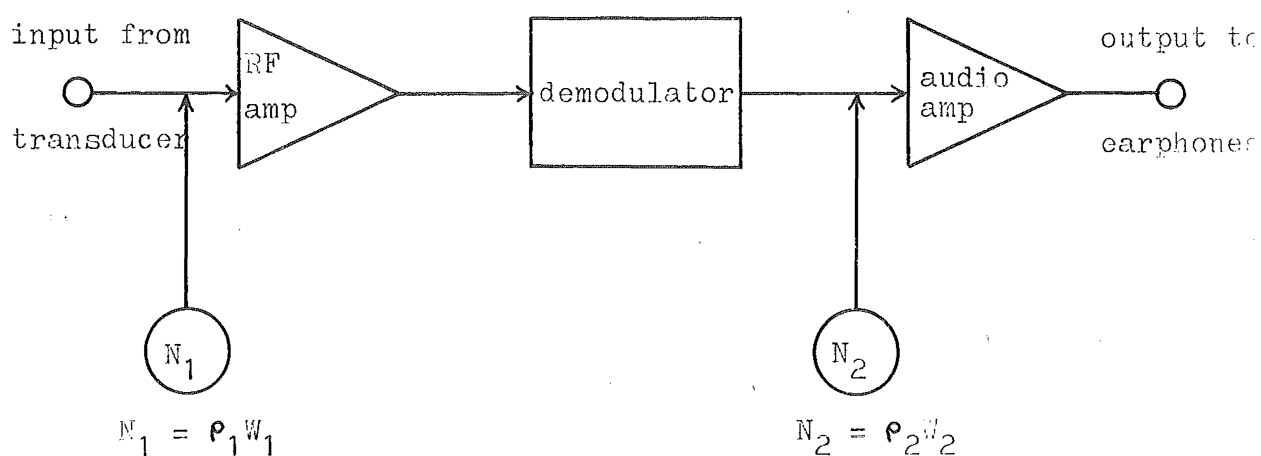 input from
transducer
RF
amp
demodulator
audio
amp
output to
earphones
N₁
N₂
N₁ = ρ₁W₁
N₂ = ρ₂W₂